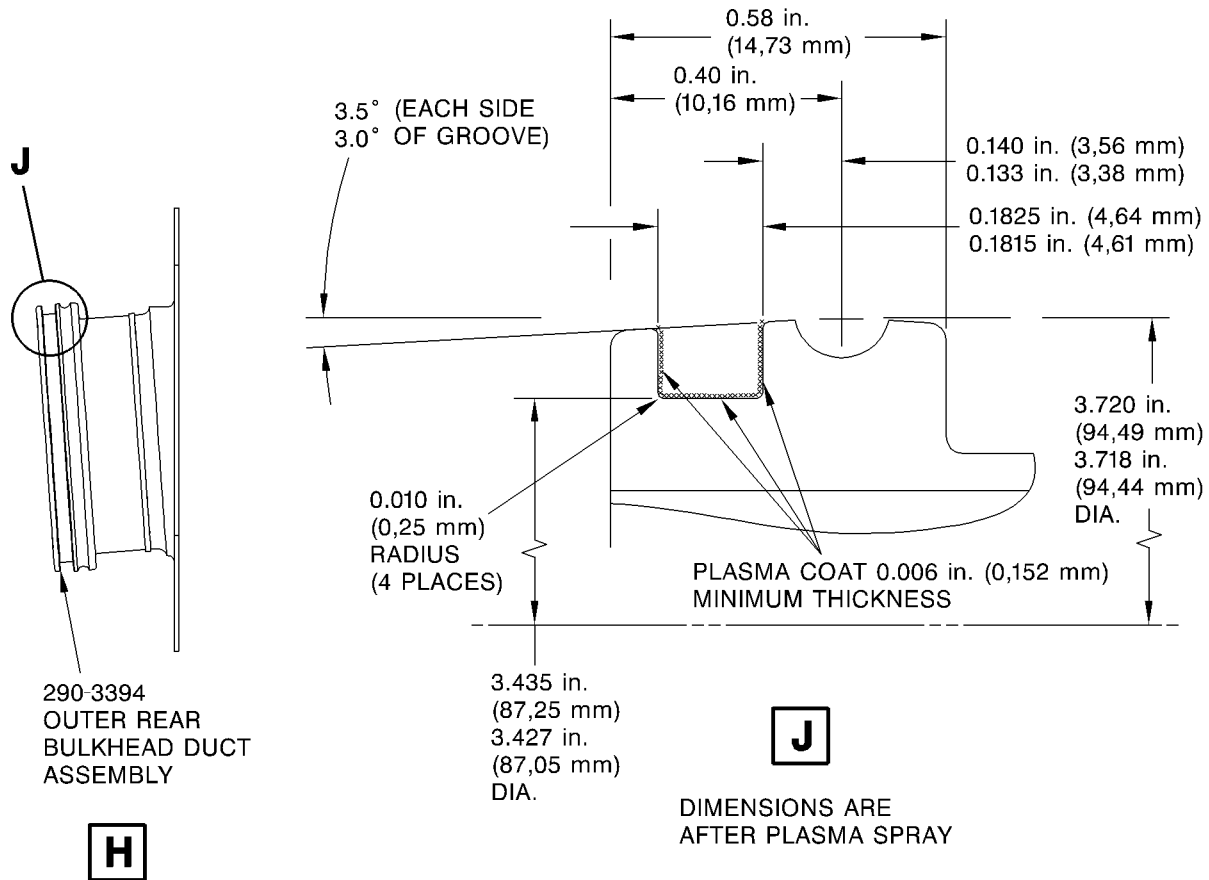 0.58 in.
(14,73 mm)
0.40 in.
(10,16 mm)
3.5° (EACH SIDE
3.0° OF GROOVE)
J
0.140 in. (3,56 mm)
0.133 in. (3,38 mm)
0.1825 in. (4,64 mm)
0.1815 in. (4,61 mm)
3.720 in.
(94,49 mm)
3.718 in.
(94,44 mm)
DIA.
0.010 in.
(0,25 mm)
RADIUS
(4 PLACES)
PLASMA COAT 0.006 in. (0,152 mm)
MINIMUM THICKNESS
290-3394
OUTER REAR
BULKHEAD DUCT
ASSEMBLY
3.435 in.
(87,25 mm)
3.427 in.
(87,05 mm)
DIA.
J
DIMENSIONS ARE
AFTER PLASMA SPRAY
H